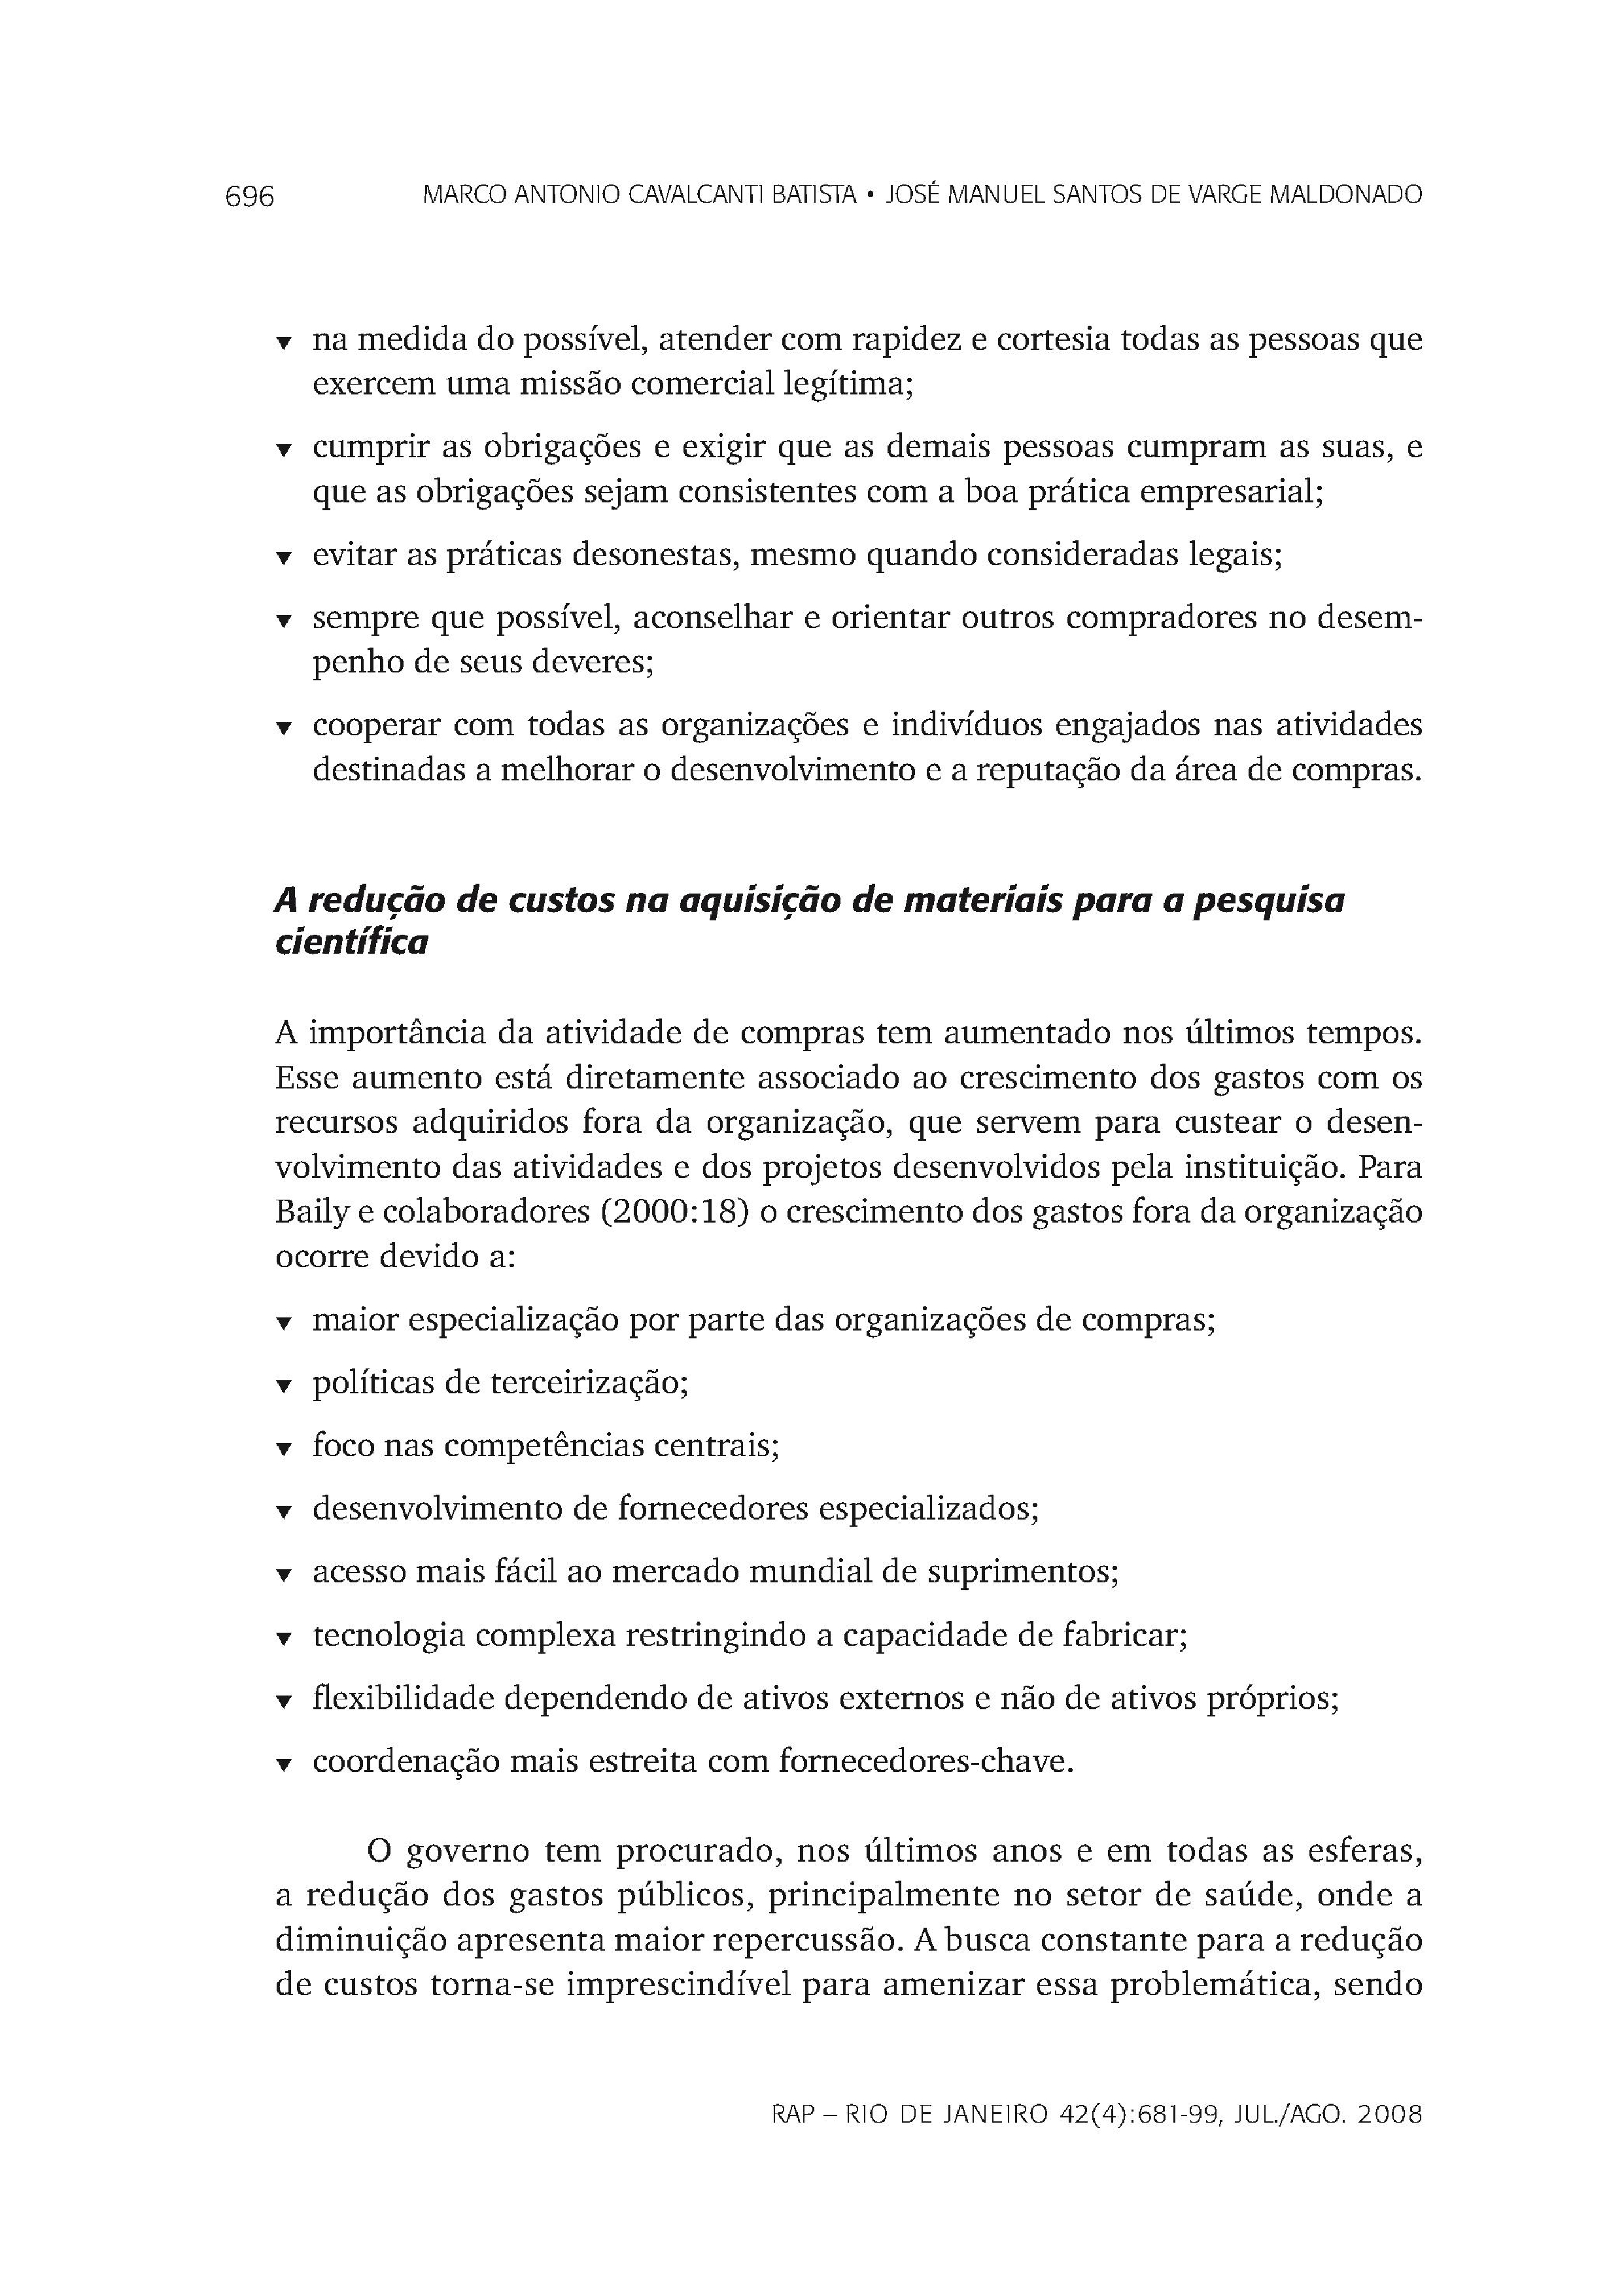 696
MARCO ANTONIO CAVALCANTI BATISTA • JOSÉ MANUEL SANTOS DE VARGE MALDONADO
▼ na medida do possível, atender com rapidez e cortesia todas as pessoas que
exercem uma missão comercial legítima;
▼ cumprir as obrigações e exigir que as demais pessoas cumpram as suas, e
que as obrigações sejam consistentes com a boa prática empresarial;
▼ evitar as práticas desonestas, mesmo quando consideradas legais;
▼ sempre que possível, aconselhar e orientar outros compradores no desem-
penho de seus deveres;
▼ cooperar com todas as organizações e indivíduos engajados nas atividades
destinadas a melhorar o desenvolvimento e a reputação da área de compras.
A redução de custos na aquisição de materiais para a pesquisa
científica
A importância da atividade de compras tem aumentado nos últimos tempos.
Esse aumento está diretamente associado ao crescimento dos gastos com os
recursos adquiridos fora da organização, que servem para custear o desen-
volvimento das atividades e dos projetos desenvolvidos pela instituição. Para
Baily e colaboradores (2000:18) o crescimento dos gastos fora da organização
ocorre devido a:
▼ maior especialização por parte das organizações de compras;
▼ políticas de terceirização;
▼ foco nas competências centrais;
▼ desenvolvimento de fornecedores especializados;
▼ acesso mais fácil ao mercado mundial de suprimentos;
▼ tecnologia complexa restringindo a capacidade de fabricar;
▼ flexibilidade dependendo de ativos externos e não de ativos próprios;
▼ coordenação mais estreita com fornecedores-chave.
O governo tem procurado, nos últimos anos e em todas as esferas,
a redução dos gastos públicos, principalmente no setor de saúde, onde a
diminuição apresenta maior repercussão. A busca constante para a redução
de custos torna-se imprescindível para amenizar essa problemática, sendo
RAP – RIO DE JANEIRO 42(4):681-99, JUL./AGO. 2008